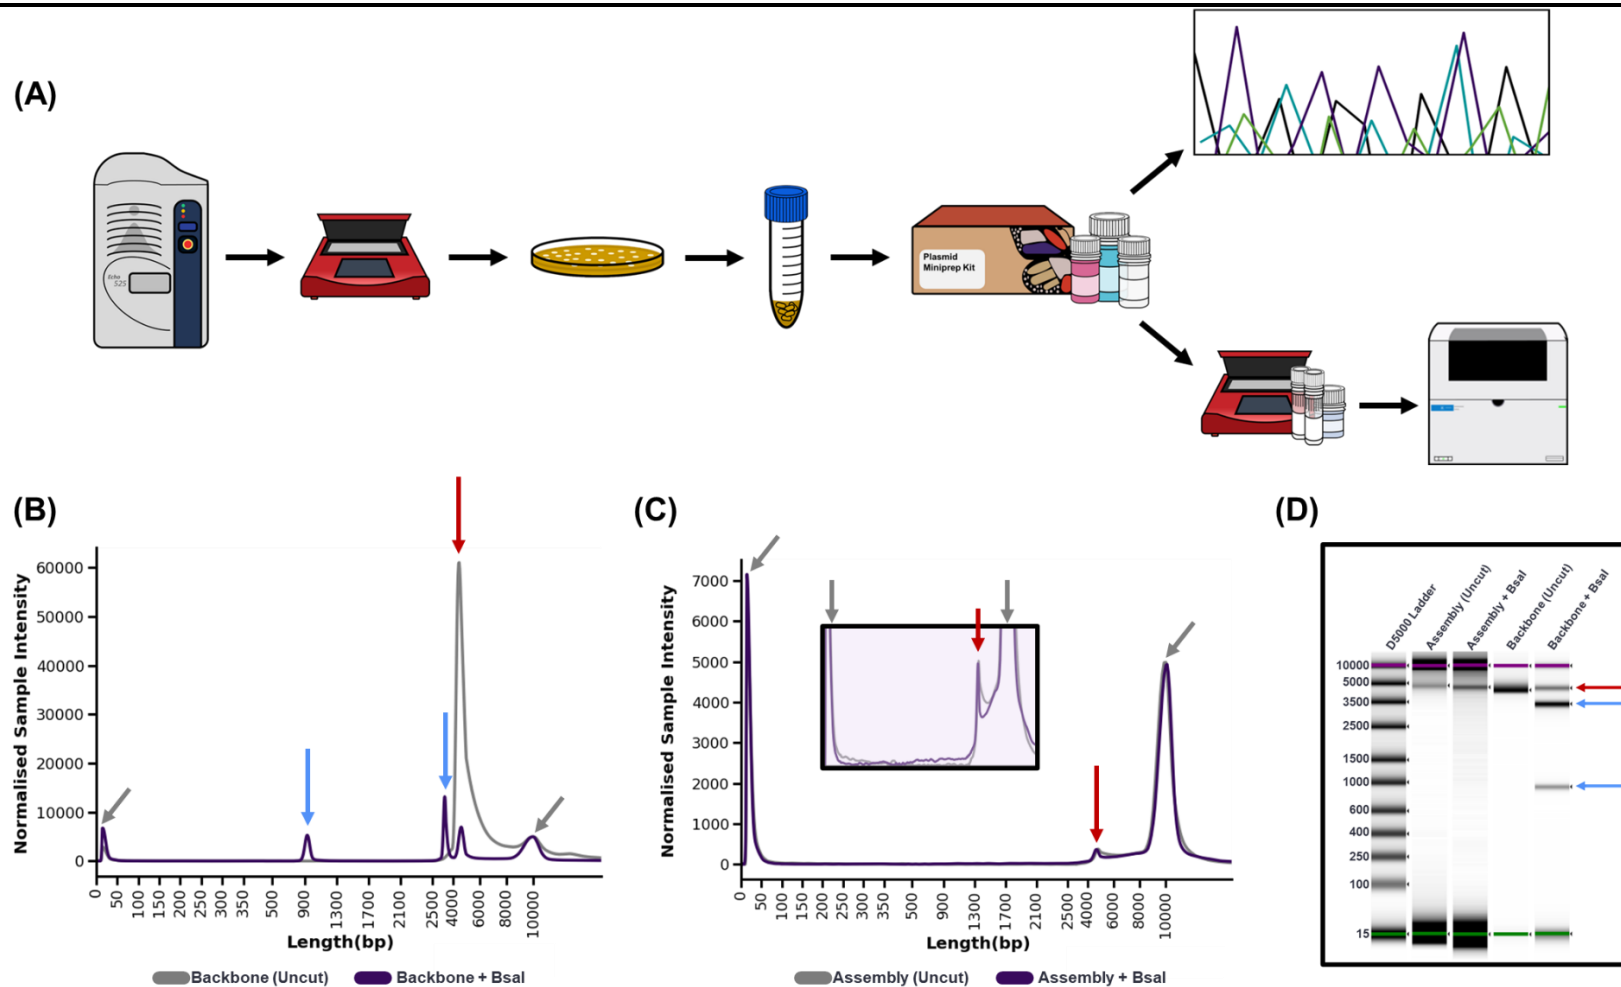 (A)
Echo
525
Plasmid
Miniprep Kit
(B)
Normalised Sample Intensity
60000
50000
40000
30000
20000
10000
0
0 50 100 150 200 250 300 350 500 900 1300 1700 2100 2500 4000 6000 8000 10000
Length(bp)
Backbone (Uncut) Backbone + BsaI
(C)
Normalised Sample Intensity
7000
6000
5000
4000
3000
2000
1000
0
0 50 100 150 200 250 300 350 500 900 1300 1700 2100 2500 4000 6000 8000 10000
Length(bp)
Assembly (Uncut) Assembly + BsaI
(D)
D5000 Ladder
Assembly (Uncut)
Assembly + BsaI
Backbone (Uncut)
Backbone + BsaI
10000
5000
3500
2500
1500
1000
600
400
250
100
15